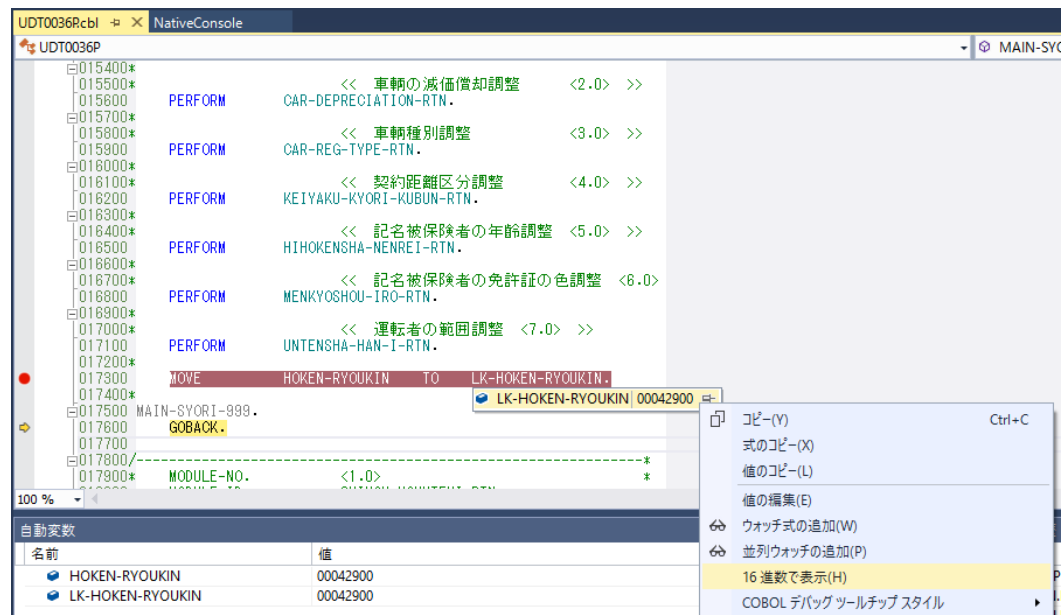 UDT0036P.cbl NativeConsole
UDT0036P MAIN-SYO
015400*
015500* << 車輌の減価償却調整 <2.0> >>
015600 PERFORM CAR-DEPRECIATION-RTN.
015700*
015800* << 車輌種別調整 <3.0> >>
015900 PERFORM CAR-REG-TYPE-RTN.
016000*
016100* << 契約距離区分調整 <4.0> >>
016200 PERFORM KEIYAKU-KYORI-KUBUN-RTN.
016300*
016400* << 記名被保険者の年齢調整 <5.0> >>
016500 PERFORM HIHOKENSHA-NENREI-RTN.
016600*
016700* << 記名被保険者の免許証の色調整 <6.0>
016800 PERFORM MENKYOSHOU-IRO-RTN.
016900*
017000* << 運転者の範囲調整 <7.0> >>
017100 PERFORM UNTENSHA-HAN-I-RTN.
017200*
017300 MOVE HOKEN-RYOUKIN TO LK-HOKEN-RYOUKIN.
017400*
LK-HOKEN-RYOUKIN 00042900
017500 MAIN-SYORI-999.
017600 GOBACK.
017700
017800/----------------------------------------------------------------*
017900* MODULE-NO. <1.0> *
100 %
コピー(Y) Ctrl+C
式のコピー(X)
値のコピー(L)
値の編集(E)
ウォッチ式の追加(W)
並列ウォッチの追加(P)
16 進数で表示(H)
COBOL デバッグ ツールチップ スタイル
自動変数
名前 値
HOKEN-RYOUKIN 00042900
LK-HOKEN-RYOUKIN 00042900